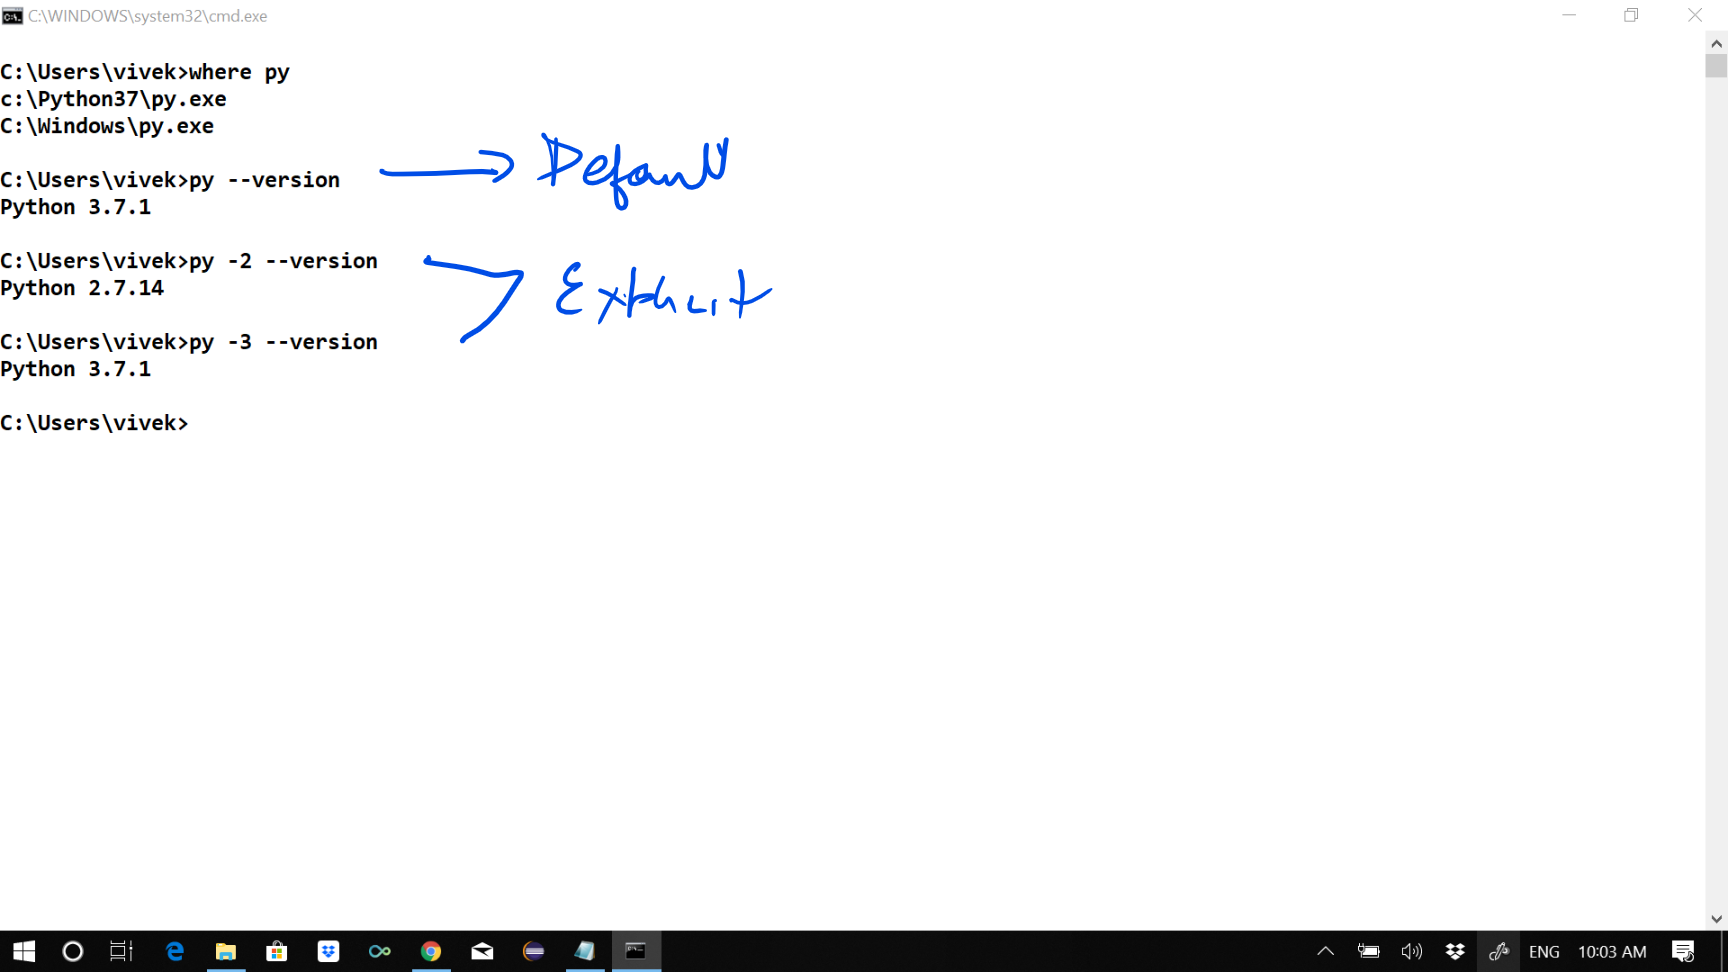 C:\WINDOWS\system32\cmd.exe
C:\Users\vivek>where py
c:\Python37\py.exe
C:\Windows\py.exe
C:\Users\vivek>py --version
Default
Python 3.7.1
C:\Users\vivek>py -2 --version
Explicit
Python 2.7.14
C:\Users\vivek>py -3 --version
Python 3.7.1
C:\Users\vivek>
ENG 10:03 AM